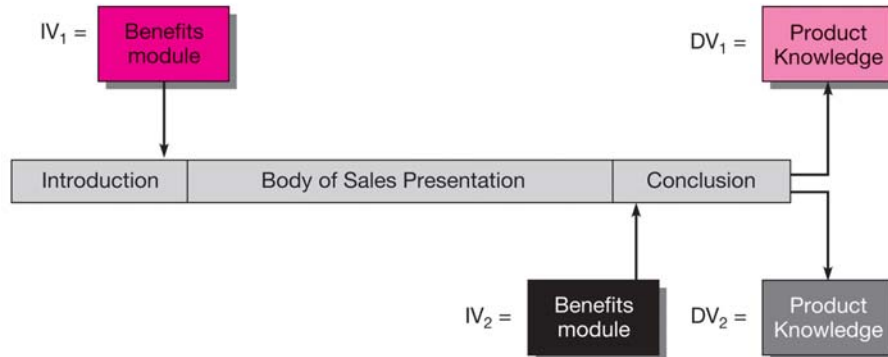 IV₁ =
Benefits
module
DV₁ =
Product
Knowledge
Introduction
Body of Sales Presentation
Conclusion
IV₂ =
Benefits
module
DV₂ =
Product
Knowledge